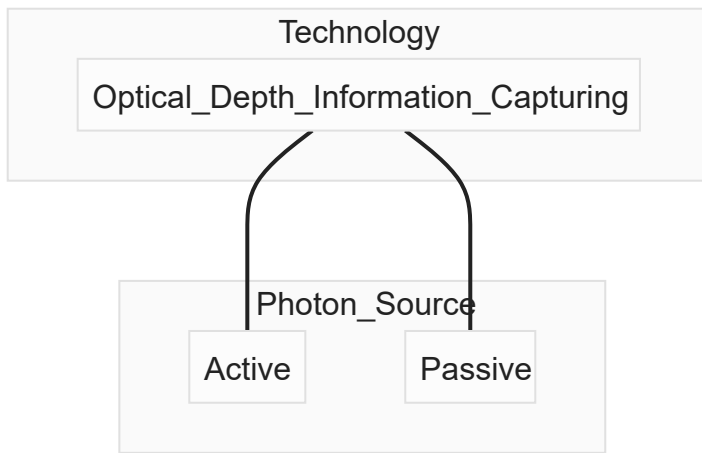 Technology
Optical_Depth_Information_Capturing
Photon_Source
Active
Passive